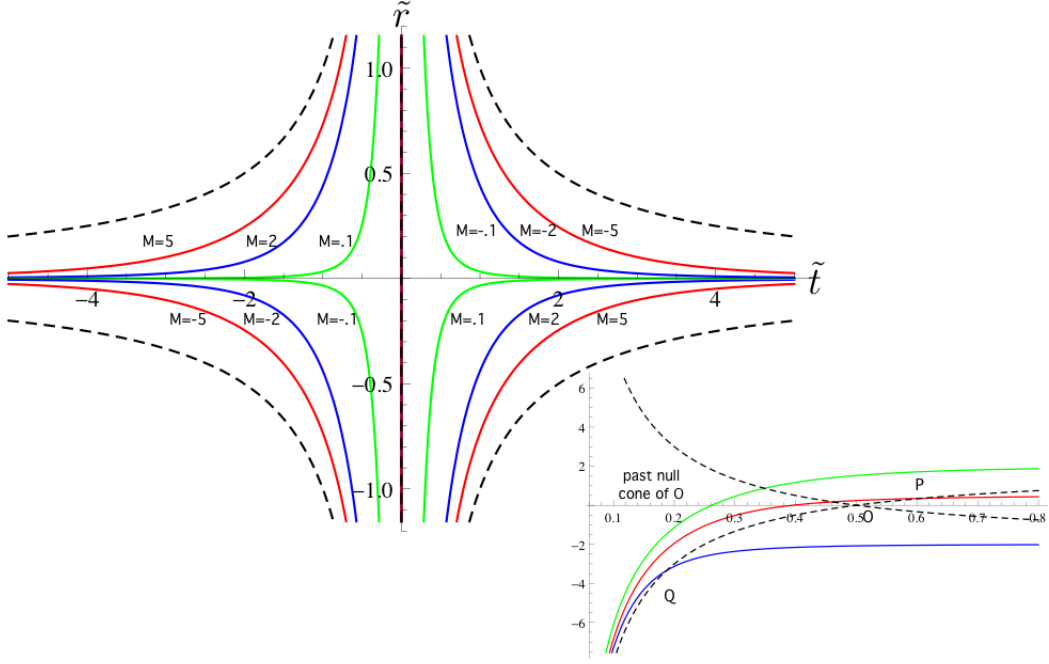 r̃
1.0
0.5
M=5 M=2 M=.1 M=-.1 M=-2 M=-5
−4 −2 2 4 t̃
M=-5 M=-2 M=-.1 M=.1 M=2 M=5
−0.5
−1.0
6
4
2
past null
cone of O
P
O
0.1 0.2 0.3 0.4 0.5 0.6 0.7 0.8
−2
−4
Q
−6